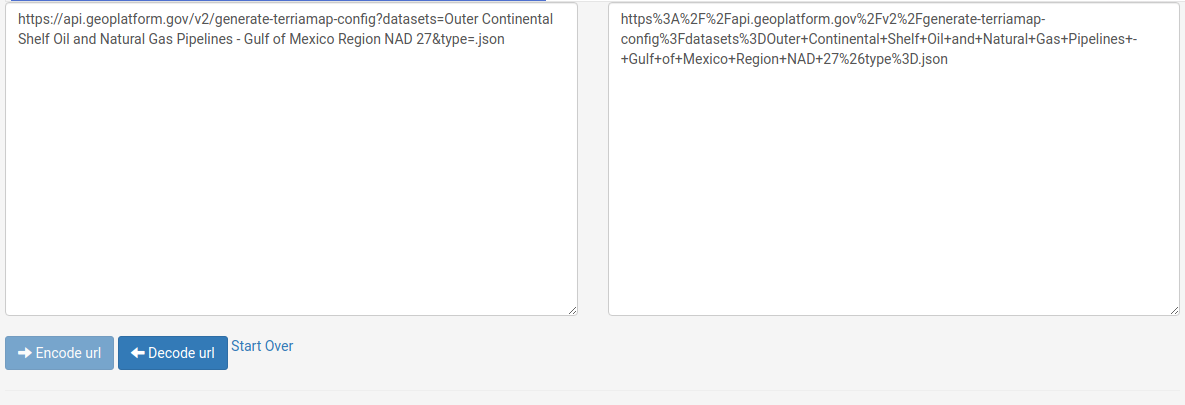 https://api.geoplatform.gov/v2/generate-terriamap-config?datasets=Outer Continental
Shelf Oil and Natural Gas Pipelines - Gulf of Mexico Region NAD 27&type=.json
https%3A%2F%2Fapi.geoplatform.gov%2Fv2%2Fgenerate-terriamap-
config%3Fdatasets%3DOuter+Continental+Shelf+Oil+and+Natural+Gas+Pipelines+-
+Gulf+of+Mexico+Region+NAD+27%26type%3D.json
Encode url
Decode url
Start Over